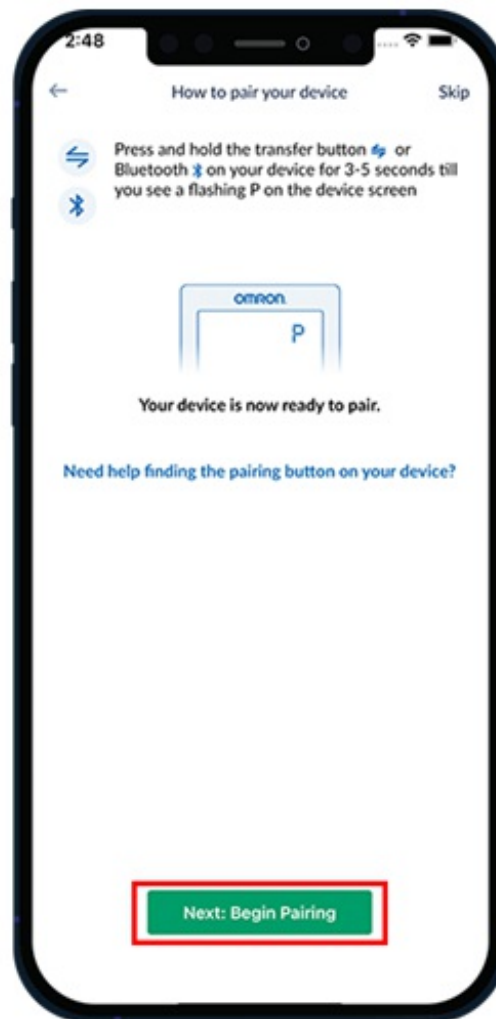 2:48
How to pair your device
Skip
Press and hold the transfer button or
Bluetooth on your device for 3-5 seconds till
you see a flashing P on the device screen
OMRON
P
Your device is now ready to pair.
Need help finding the pairing button on your device?
Next: Begin Pairing